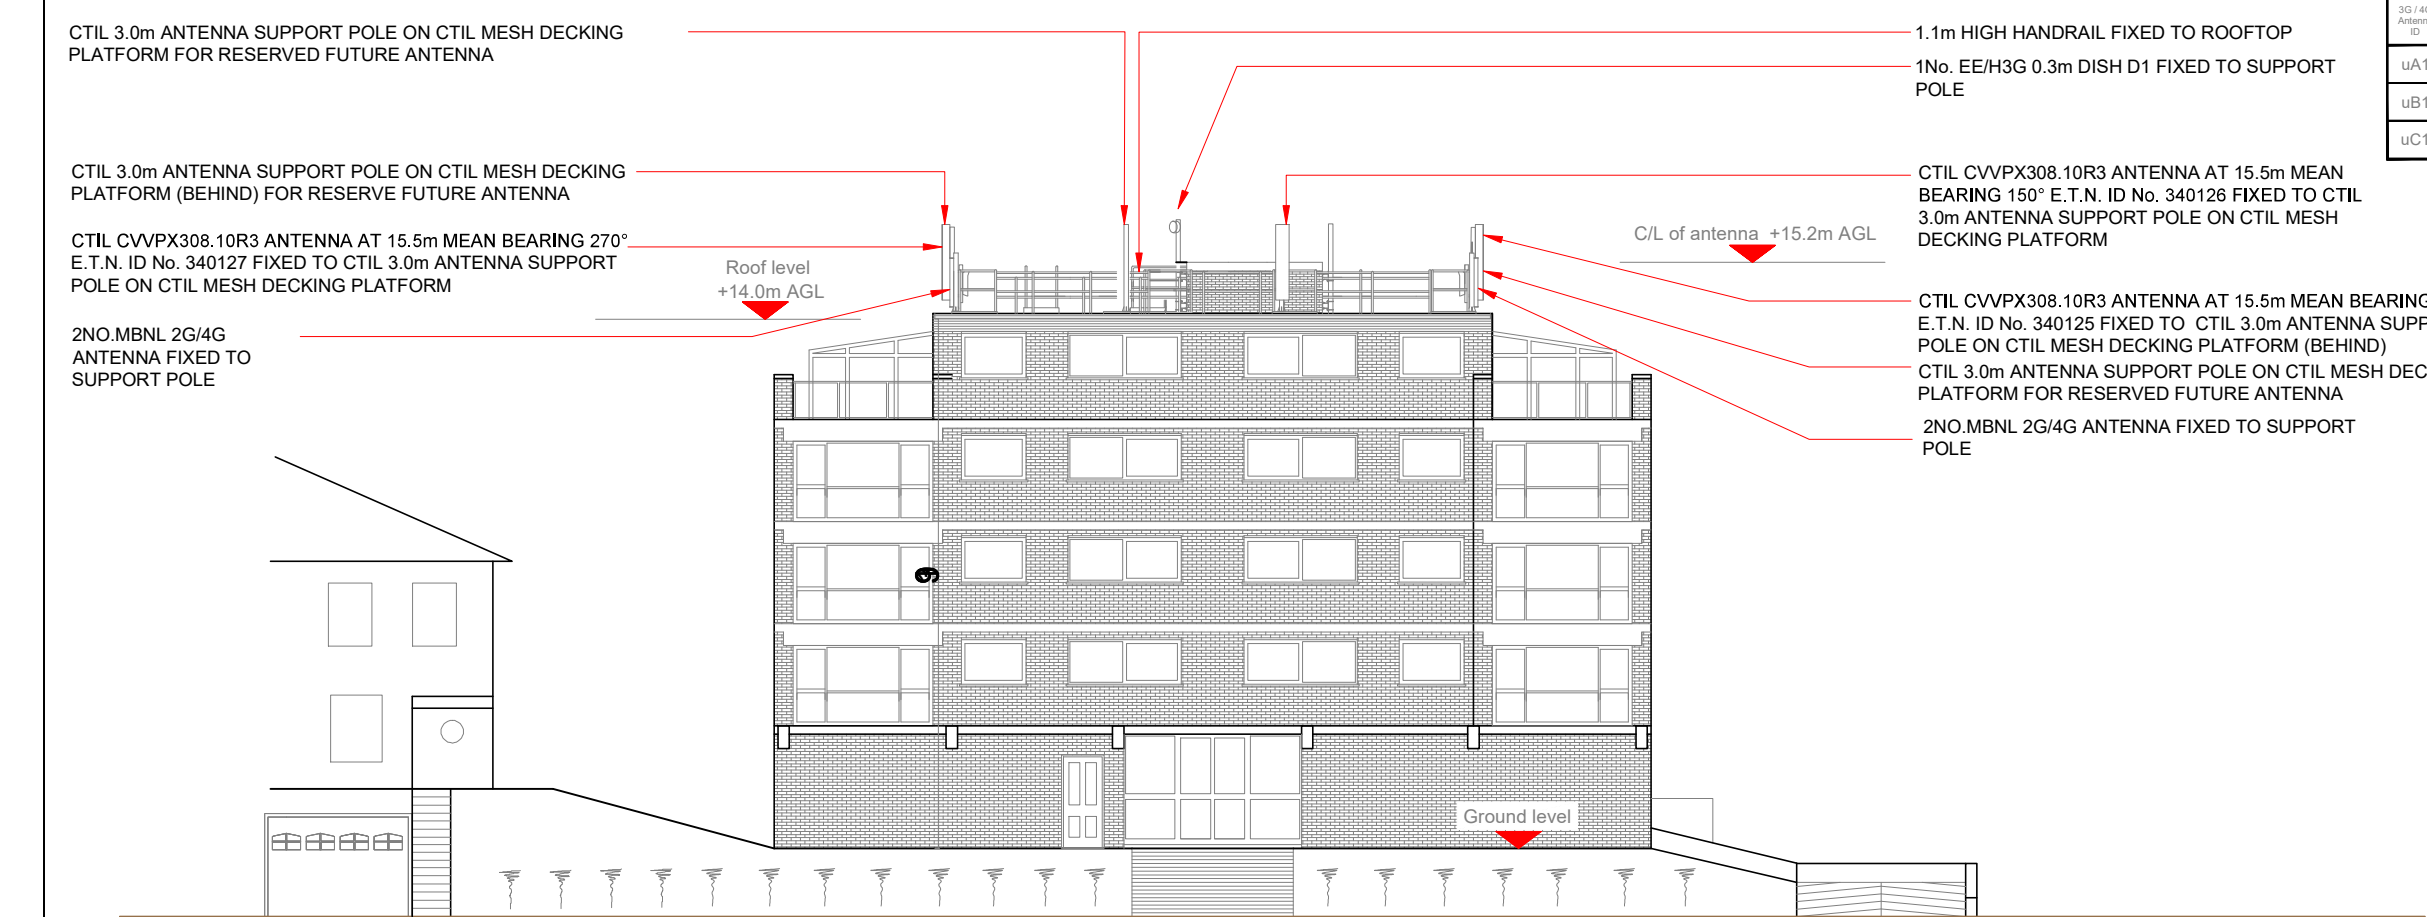 CTIL 3.0m ANTENNA SUPPORT POLE ON CTIL MESH DECKING
PLATFORM FOR RESERVED FUTURE ANTENNA
CTIL 3.0m ANTENNA SUPPORT POLE ON CTIL MESH DECKING
PLATFORM (BEHIND) FOR RESERVE FUTURE ANTENNA
CTIL CVVPX308.10R3 ANTENNA AT 15.5m MEAN BEARING 270°
E.T.N. ID No. 340127 FIXED TO CTIL 3.0m ANTENNA SUPPORT
POLE ON CTIL MESH DECKING PLATFORM
2NO.MBNL 2G/4G
ANTENNA FIXED TO
SUPPORT POLE
Roof level
+14.0m AGL
1.1m HIGH HANDRAIL FIXED TO ROOFTOP
1No. EE/H3G 0.3m DISH D1 FIXED TO SUPPORT
POLE
CTIL CVVPX308.10R3 ANTENNA AT 15.5m MEAN
BEARING 150° E.T.N. ID No. 340126 FIXED TO CTIL
3.0m ANTENNA SUPPORT POLE ON CTIL MESH
DECKING PLATFORM
C/L of antenna +15.2m AGL
CTIL CVVPX308.10R3 ANTENNA AT 15.5m MEAN BEARING
E.T.N. ID No. 340125 FIXED TO CTIL 3.0m ANTENNA SUPP
POLE ON CTIL MESH DECKING PLATFORM (BEHIND)
CTIL 3.0m ANTENNA SUPPORT POLE ON CTIL MESH DEC
PLATFORM FOR RESERVED FUTURE ANTENNA
2NO.MBNL 2G/4G ANTENNA FIXED TO SUPPORT
POLE
Ground level
3G / 4G
Antenn
ID
uA1
uB1
uC1